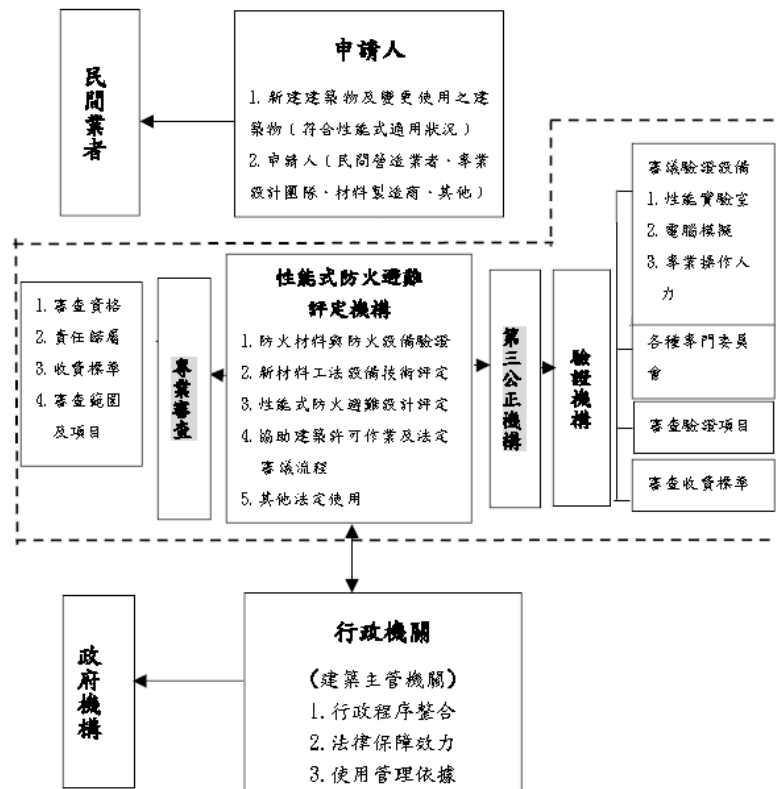 民間業者
申請人
1. 新建建築物及變更使用之建
築物（符合性能式適用狀況）
2. 申請人（民間營造業者、專業
設計團隊、材料製造商、其他）
審議驗證設備
1. 性能實驗室
2. 電腦模擬
3. 專業操作人
力
各種專門委員
會
審查驗證項目
審查收費標準
1. 審查資格
2. 責任歸屬
3. 收費標準
4. 審查範圍
及項目
專業審查
性能式防火避難
評定機構
1. 防火材料與防火設備驗證
2. 新材料工法設備技術評定
3. 性能式防火避難設計評定
4. 協助建築許可作業及法定
審議流程
5. 其他法定使用
第三公正機構
驗證機構
政府機構
行政機關
(建築主管機關)
1. 行政程序整合
2. 法律保障效力
3. 使用管理依據